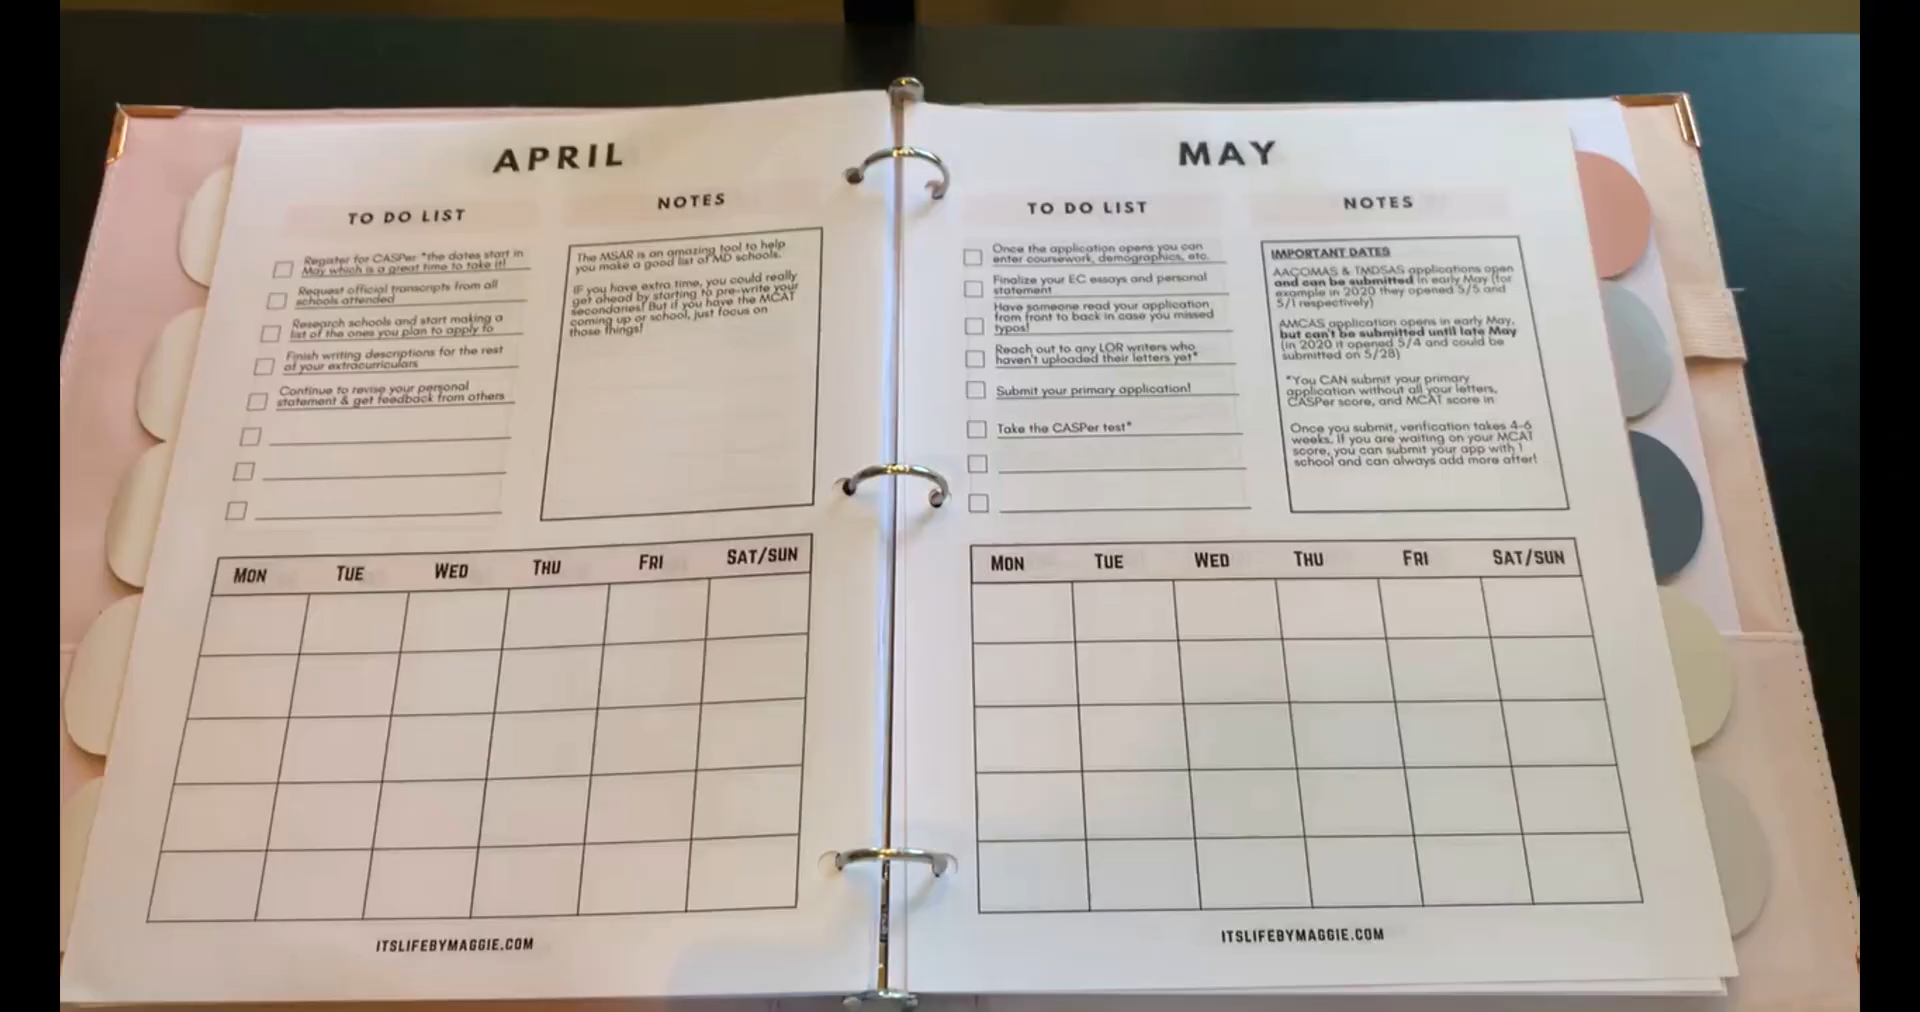 APRIL
TO DO LIST
Register for CASPer *the dates start in
May which is a great time to take it!
Request official transcripts from all
schools attended
Research schools and start making a
list of the ones you plan to apply to
Finish writing descriptions for the rest
of your extracurriculars
Continue to revise your personal
statement & get feedback from others
NOTES
The MSAR is an amazing tool to help
you make a good list of MD schools.
IF you have extra time, you could really
get ahead by starting to pre-write your
secondaries! But if you have the MCAT
coming up or school, just focus on
those things!
MON TUE WED THU FRI SAT/SUN
ITSLIFEBYMAGGIE.COM
MAY
TO DO LIST
Once the application opens you can
enter coursework, demographics, etc.
Finalize your EC essays and personal
statement
Have someone read your application
from front to back in case you missed
typos!
Reach out to any LOR writers who
haven't uploaded their letters yet*
Submit your primary application!
Take the CASPer test*
NOTES
IMPORTANT DATES
AACOMAS & TMDSAS applications open
and can be submitted in early May (for
example in 2020 they opened 5/5 and
5/1 respectively)
AMCAS application opens in early May,
but can't be submitted until late May
(in 2020 it opened 5/4 and could be
submitted on 5/28)
*You CAN submit your primary
application without all your letters,
CASPer score, and MCAT score in
Once you submit, verification takes 4-6
weeks. If you are waiting on your MCAT
score, you can submit your app with 1
school and can always add more after!
MON TUE WED THU FRI SAT/SUN
ITSLIFEBYMAGGIE.COM